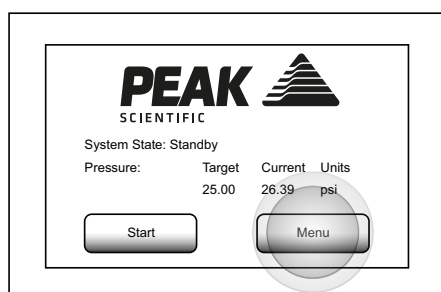 PEAK
SCIENTIFIC
System State: Standby
Pressure: Target Current Units
25.00 26.39 psi
Start Menu